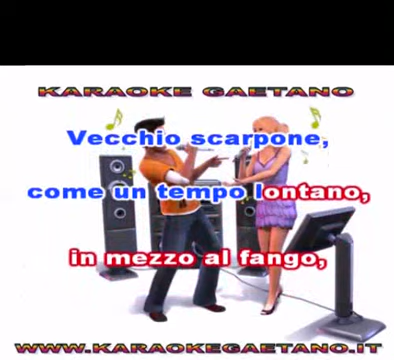 KARAOKE GAETANO
Vecchio scarpone,
come un tempo lontano,
in mezzo al fango,
WWW.KARAOKEGAETANO.IT